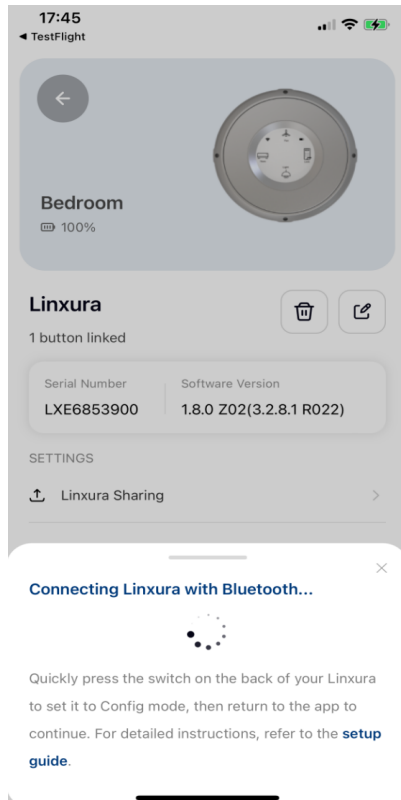 17:45
◀ TestFlight
Bedroom
100%
Linxura
1 button linked
Serial Number
Software Version
LXE6853900
1.8.0 Z02(3.2.8.1 R022)
SETTINGS
Linxura Sharing
Connecting Linxura with Bluetooth...
Quickly press the switch on the back of your Linxura
to set it to Config mode, then return to the app to
continue. For detailed instructions, refer to the setup
guide.